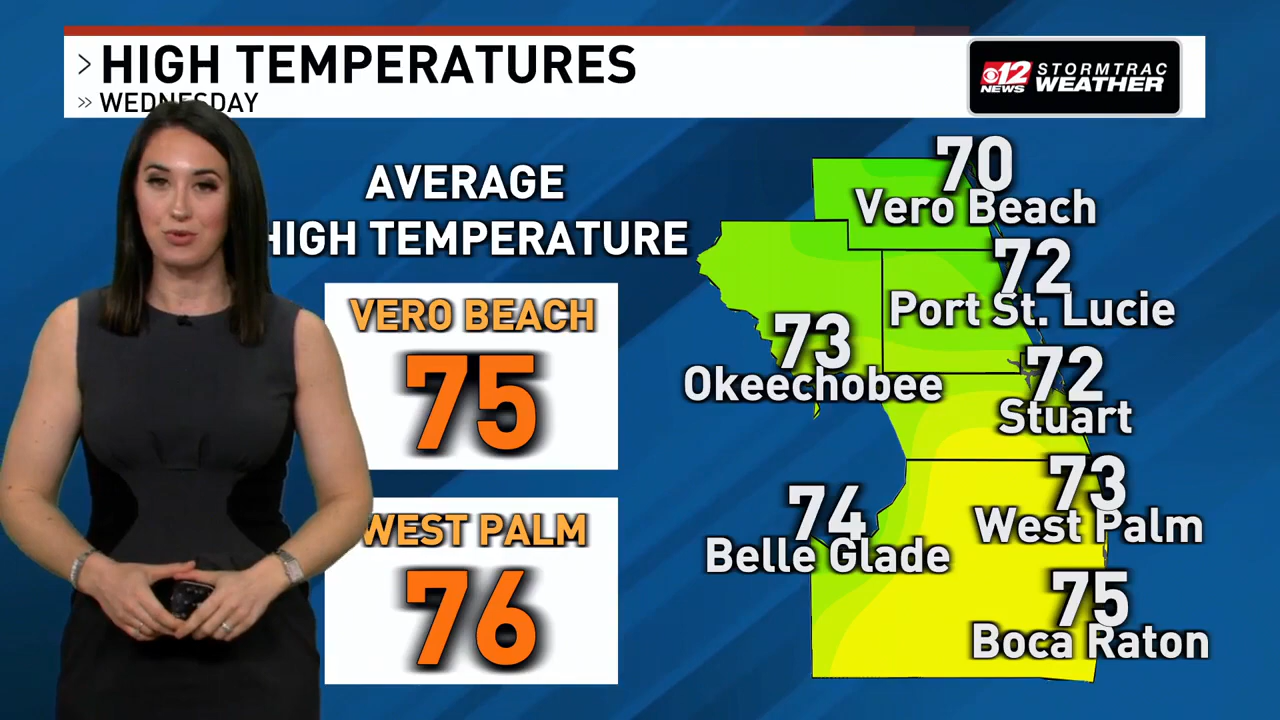 HIGH TEMPERATURES
WEDNESDAY
CBS 12 NEWS
STORMTRAC
WEATHER
AVERAGE
HIGH TEMPERATURE
VERO BEACH
75
WEST PALM
76
70
Vero Beach
72
Port St. Lucie
73
Okeechobee
72
Stuart
73
West Palm
74
Belle Glade
75
Boca Raton